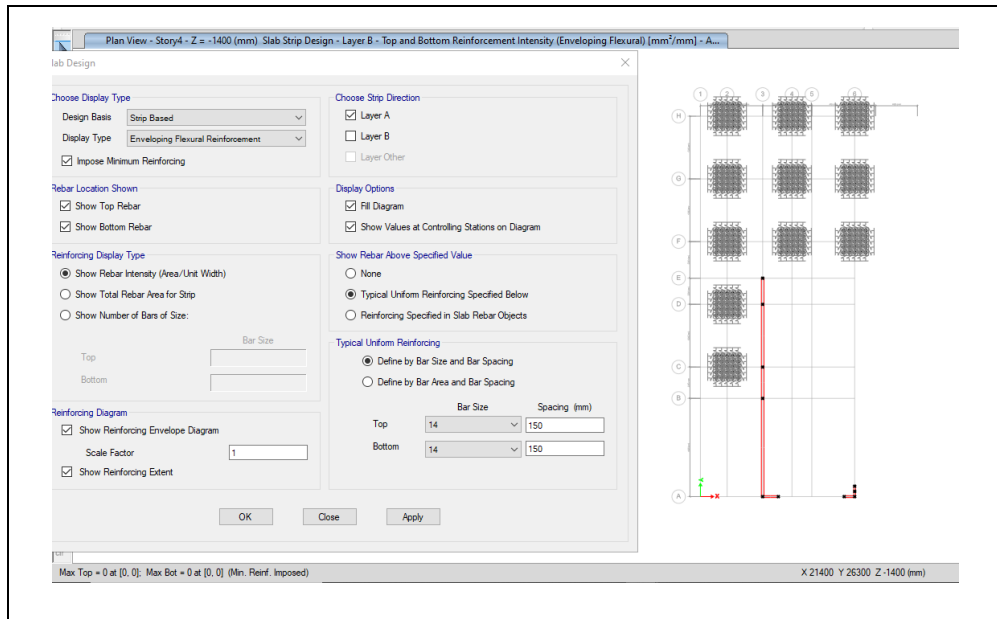 Plan View - Story4 - Z = -1400 (mm) Slab Strip Design - Layer B - Top and Bottom Reinforcement Intensity (Enveloping Flexural) [mm²/mm] - A...
lab Design
Choose Display Type
Design Basis Strip Based
Display Type Enveloping Flexural Reinforcement
Impose Minimum Reinforcing
Choose Strip Direction
Layer A
Layer B
Layer Other
Rebar Location Shown
Show Top Rebar
Show Bottom Rebar
Display Options
Fill Diagram
Show Values at Controlling Stations on Diagram
Reinforcing Display Type
Show Rebar Intensity (Area/Unit Width)
Show Total Rebar Area for Strip
Show Number of Bars of Size:
Bar Size
Top
Bottom
Show Rebar Above Specified Value
None
Typical Uniform Reinforcing Specified Below
Reinforcing Specified in Slab Rebar Objects
Typical Uniform Reinforcing
Define by Bar Size and Bar Spacing
Define by Bar Area and Bar Spacing
Bar Size Spacing (mm)
Top 14 150
Bottom 14 150
Reinforcing Diagram
Show Reinforcing Envelope Diagram
Scale Factor 1
Show Reinforcing Extent
OK Close Apply
1 2 3 4 5 6
H
G
F
E
D
C
B
A
X
Max Top = 0 at [0, 0]; Max Bot = 0 at [0, 0] (Min. Reinf. Imposed)
X 21400 Y 26300 Z -1400 (mm)